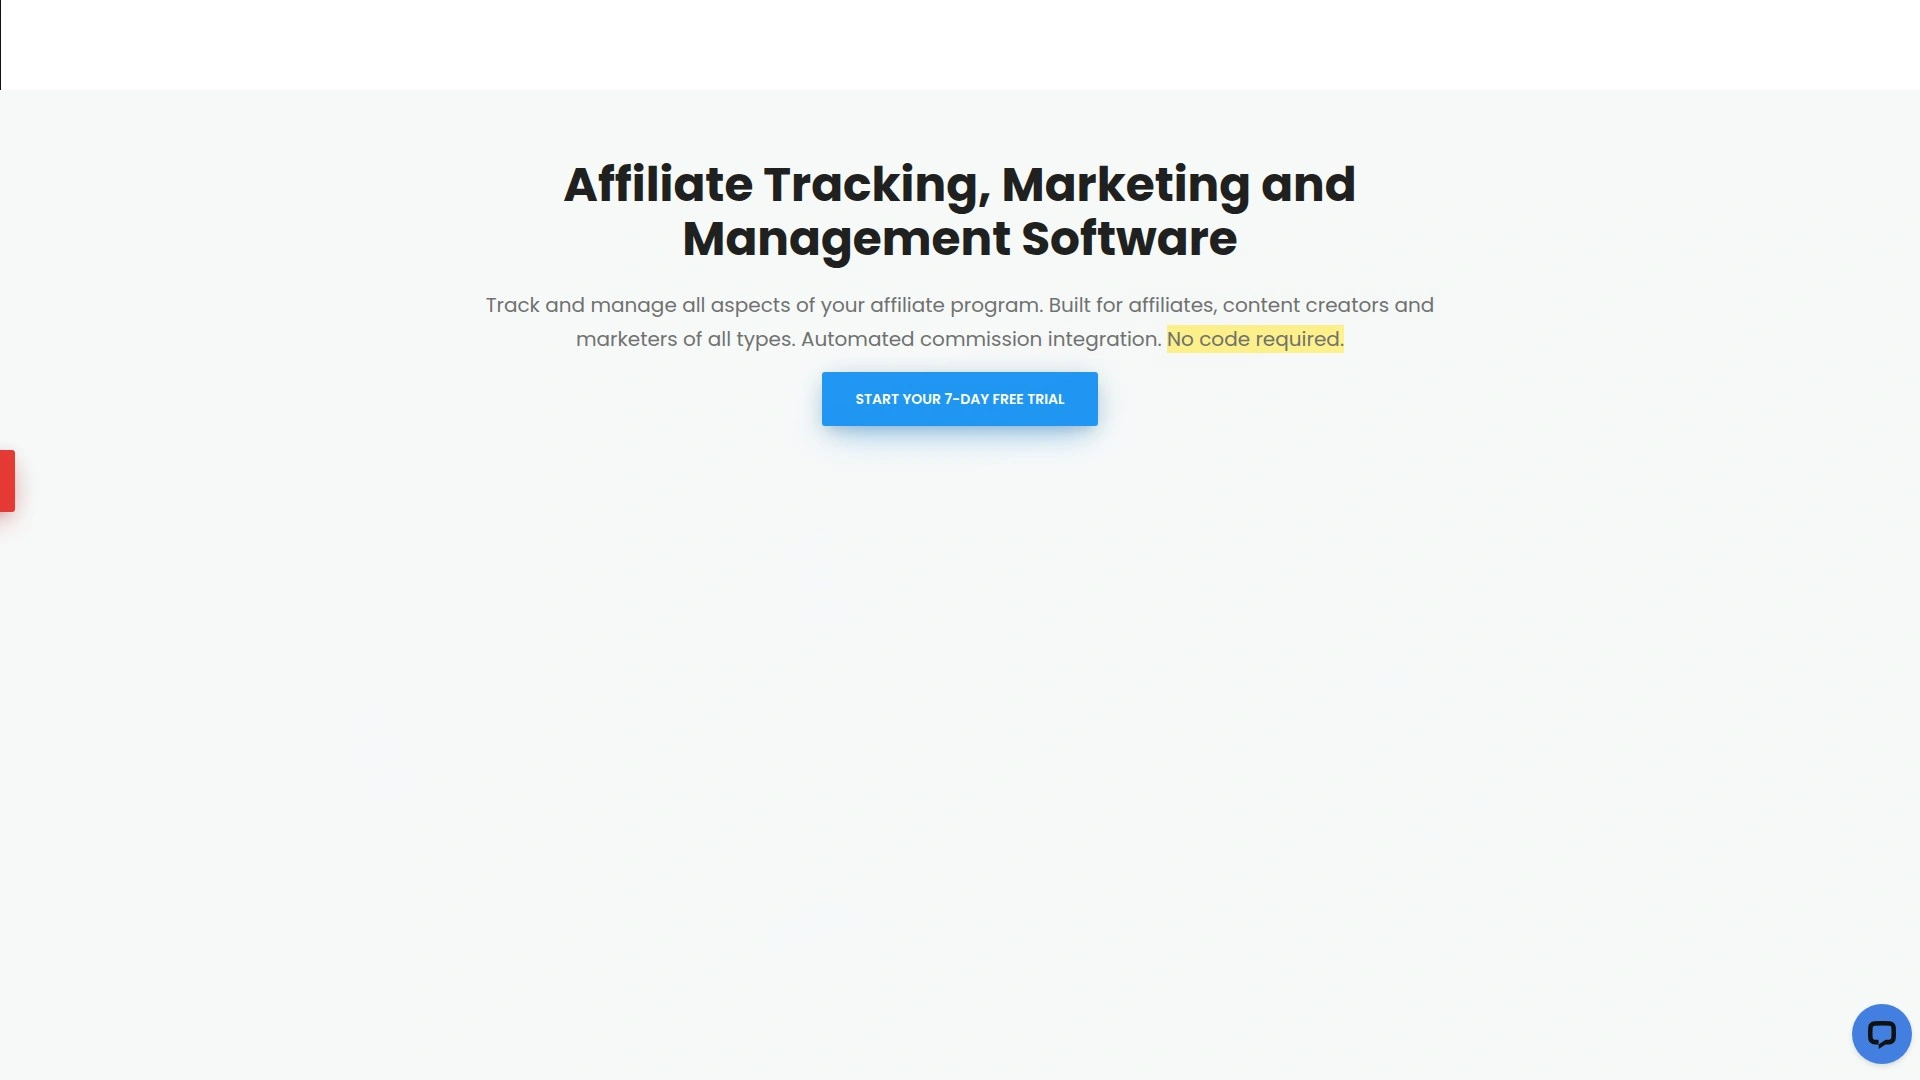 Affiliate Tracking, Marketing and
Management Software
Track and manage all aspects of your affiliate program. Built for affiliates, content creators and
marketers of all types. Automated commission integration. No code required.
START YOUR 7-DAY FREE TRIAL